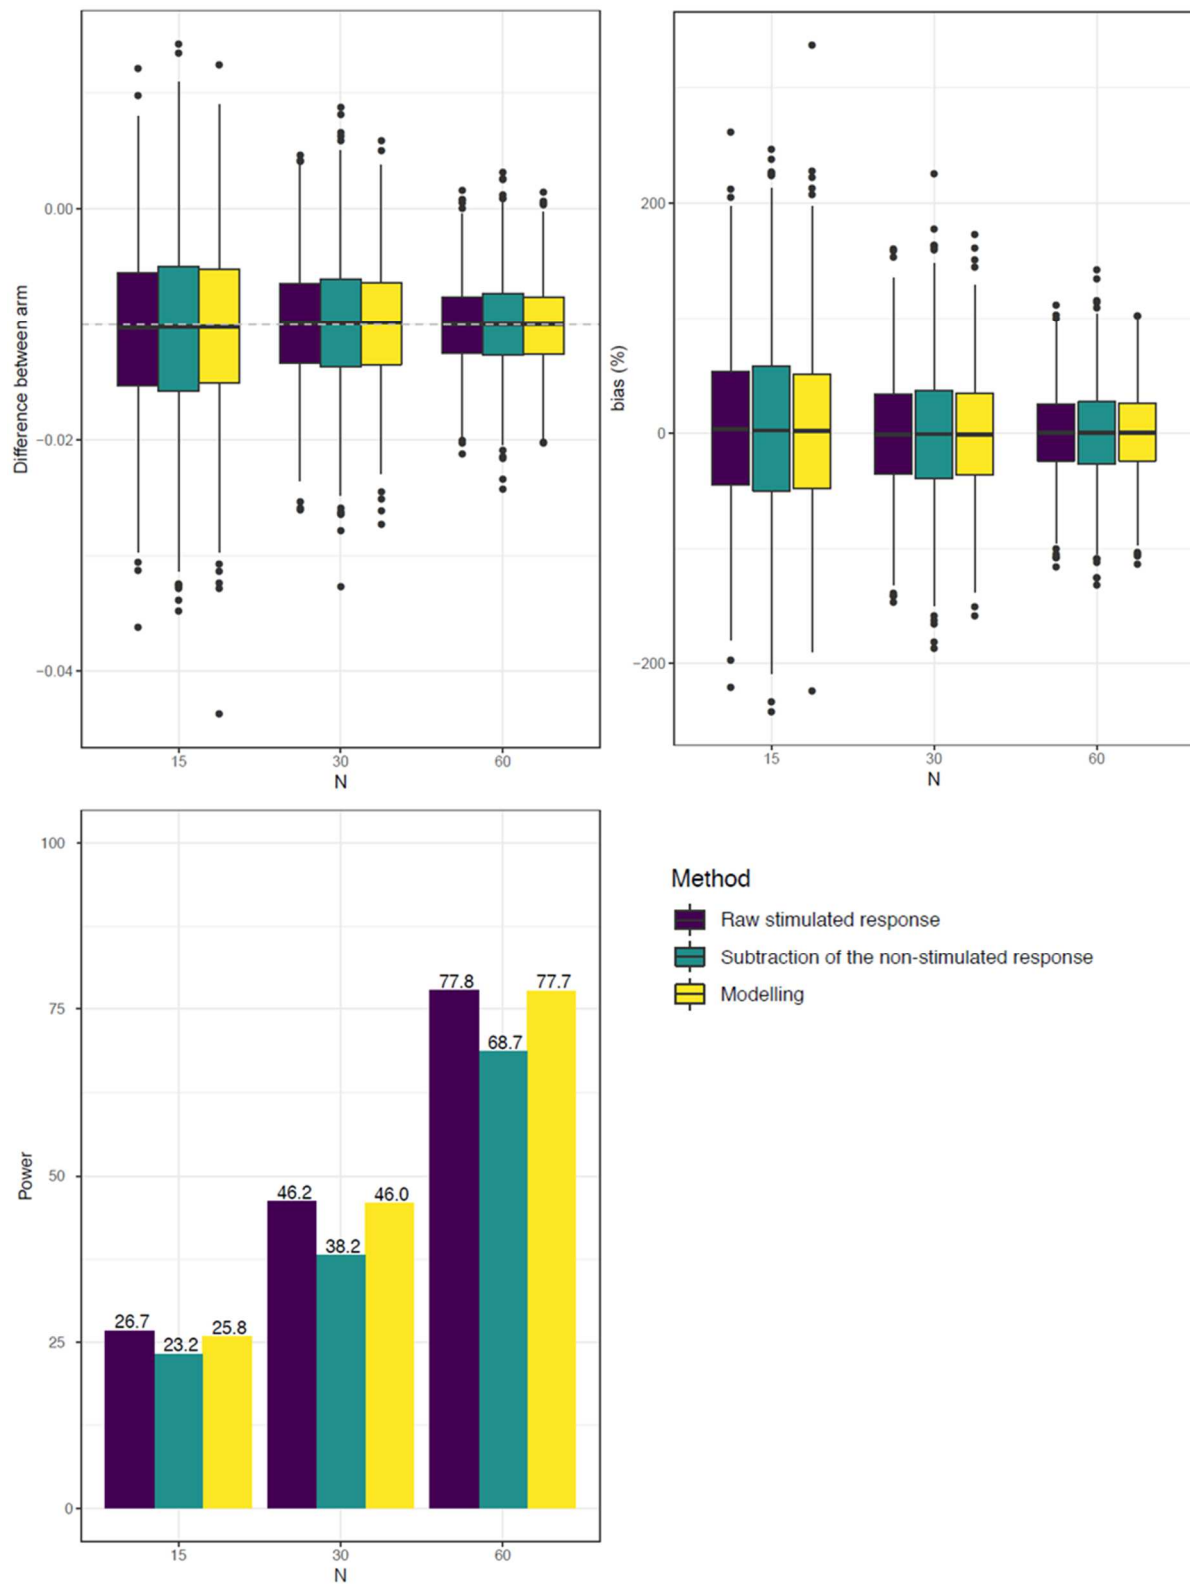 Difference between arm
0.00
−0.02
−0.04
15
30
60
N
bias (%)
200
0
−200
15
30
60
N
Power
100
75
50
25
0
26.7
23.2
25.8
46.2
38.2
46.0
77.8
68.7
77.7
15
30
60
N
Method
Raw stimulated response
Subtraction of the non-stimulated response
Modelling